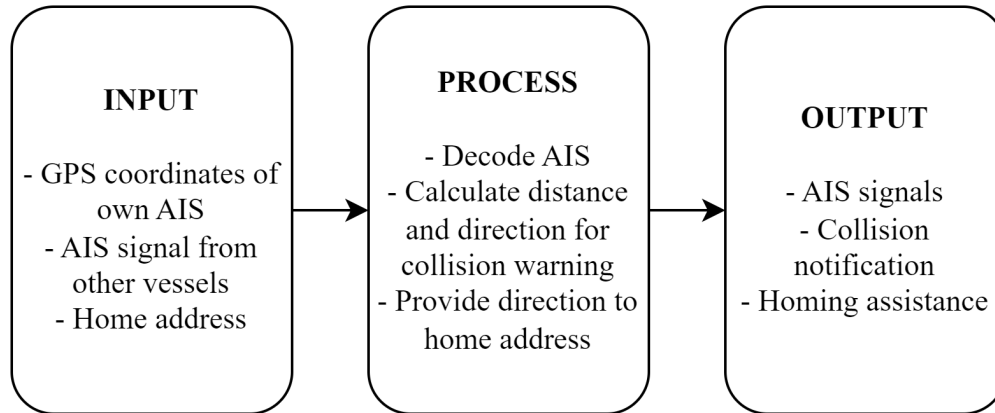 INPUT
- GPS coordinates of
own AIS
- AIS signal from
other vessels
- Home address
PROCESS
- Decode AIS
- Calculate distance
and direction for
collision warning
- Provide direction to
home address
OUTPUT
- AIS signals
- Collision
notification
- Homing assistance